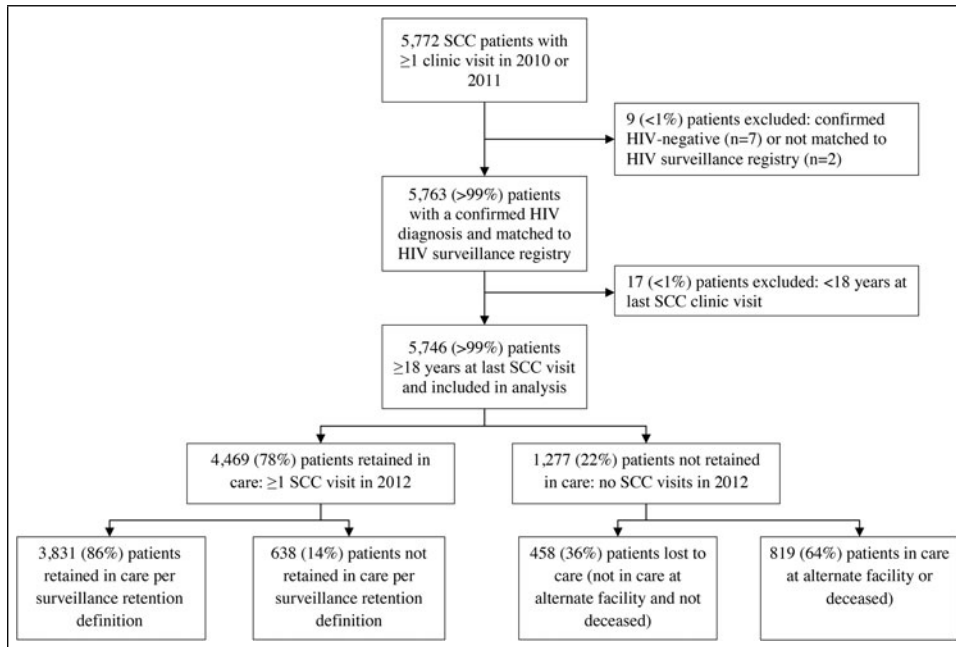 5,772 SCC patients with
≥1 clinic visit in 2010 or
2011
9 (<1%) patients excluded: confirmed
HIV-negative (n=7) or not matched to
HIV surveillance registry (n=2)
5,763 (>99%) patients
with a confirmed HIV
diagnosis and matched to
HIV surveillance registry
17 (<1%) patients excluded: <18 years at
last SCC clinic visit
5,746 (>99%) patients
≥18 years at last SCC visit
and included in analysis
4,469 (78%) patients retained in
care: ≥1 SCC visit in 2012
1,277 (22%) patients not retained
in care: no SCC visits in 2012
3,831 (86%) patients
retained in care per
surveillance retention
definition
638 (14%) patients not
retained in care per
surveillance retention
definition
458 (36%) patients lost to
care (not in care at
alternate facility and not
deceased)
819 (64%) patients in care
at alternate facility or
deceased)